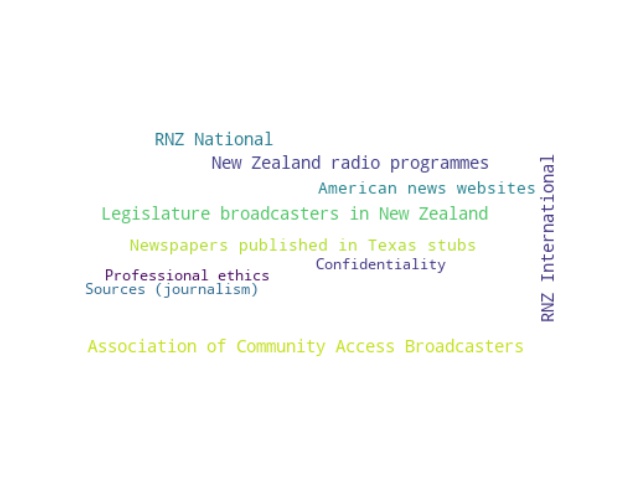 RNZ National
New Zealand radio programmes
American news websites
RNZ International
Legislature broadcasters in New Zealand
Newspapers published in Texas stubs
Confidentiality
Professional ethics
Sources (journalism)
Association of Community Access Broadcasters